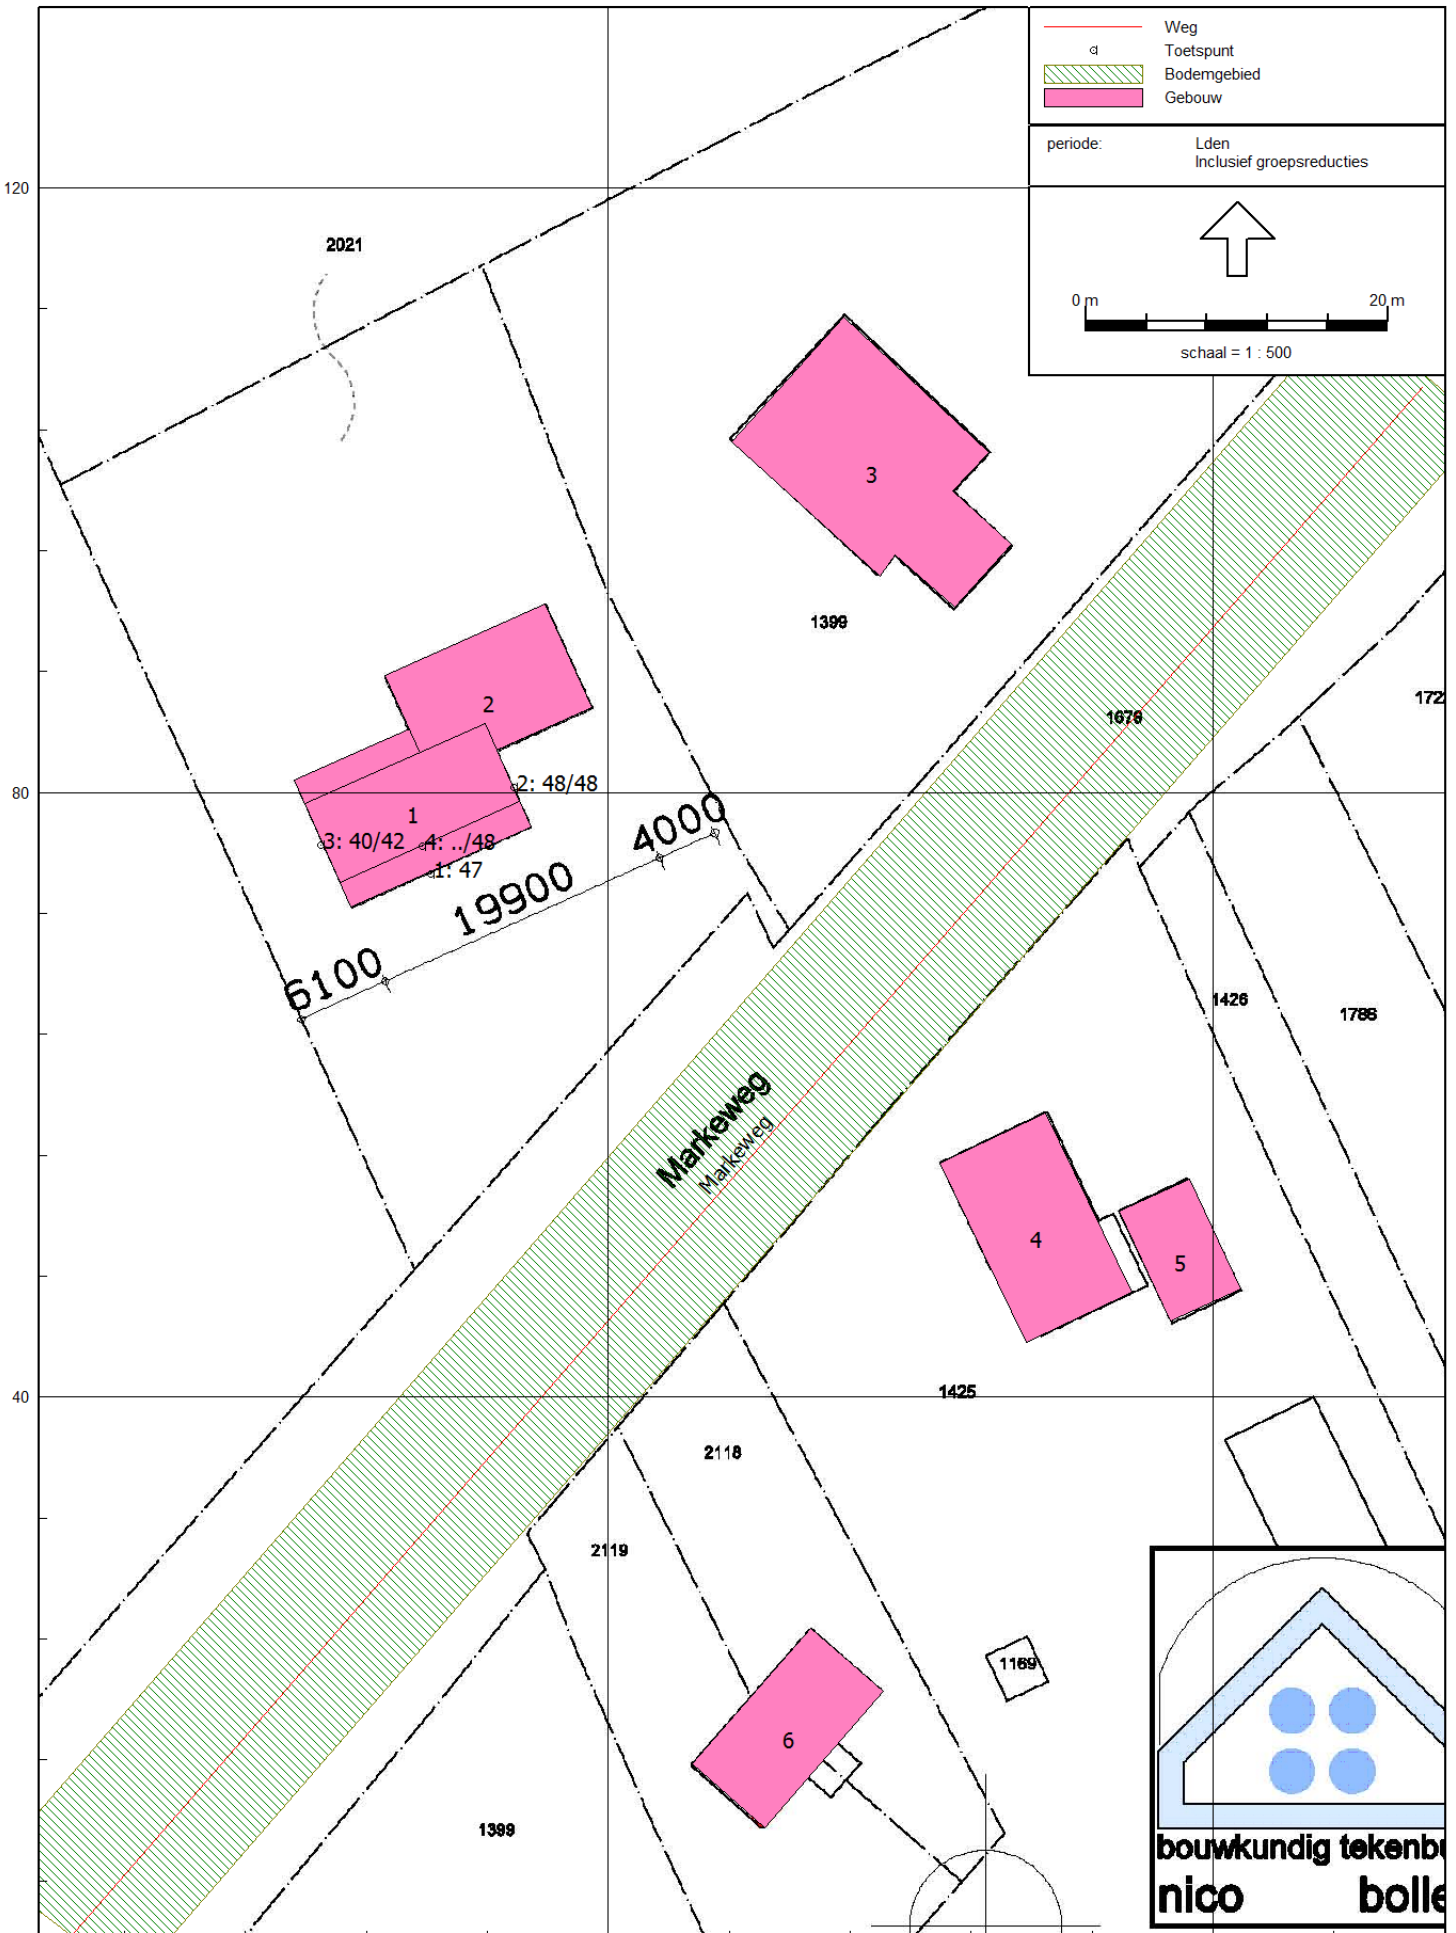 Weg
Toetspunt
Bodemgebied
Gebouw
periode: Lden
Inclusief groepsreducties
120
2021
0 m 20 m
schaal = 1 : 500
3
1399
2
1679
172
80
2: 48/48
1
4000
3: 40/42
4: ../48
1: 47
19900
6100
1426
1786
Markeweg
Markeweg
4
5
40
1425
2118
2119
1169
6
1399
bouwkundig tekenbu
nico bolle